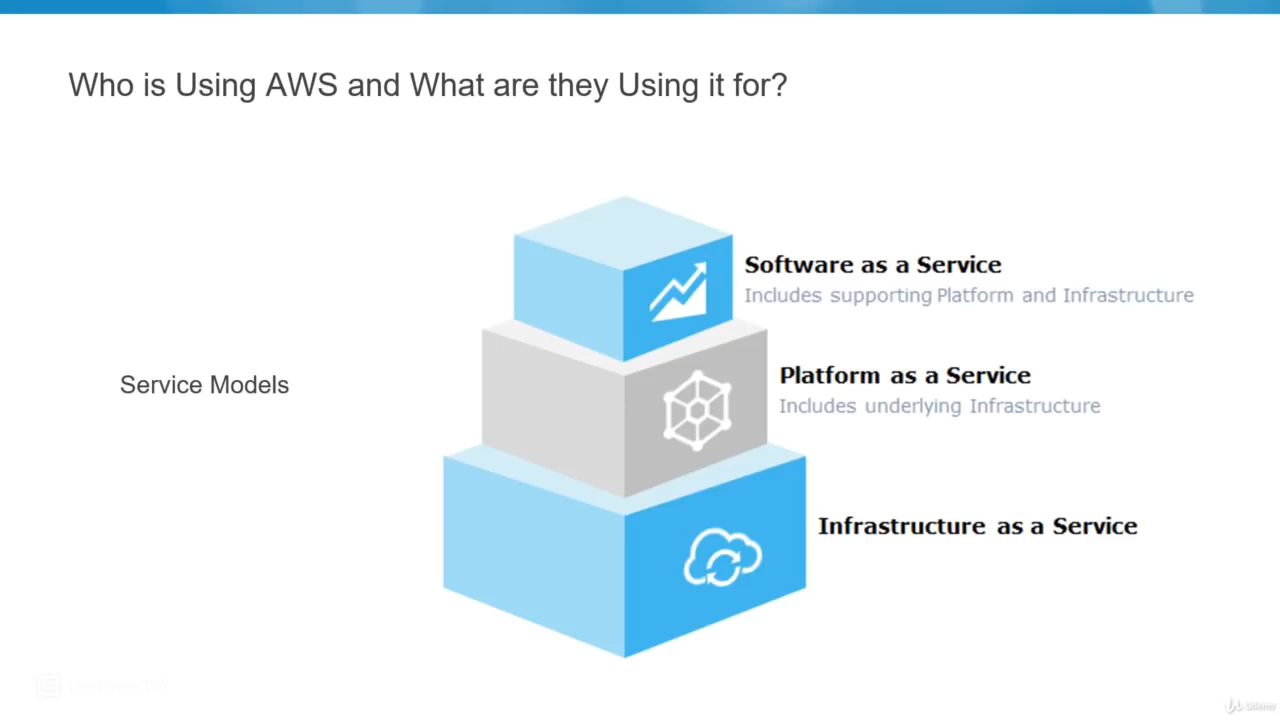 Who is Using AWS and What are they Using it for?
Software as a Service
Includes supporting Platform and Infrastructure
Service Models
Platform as a Service
Includes underlying Infrastructure
Infrastructure as a Service
Udemy